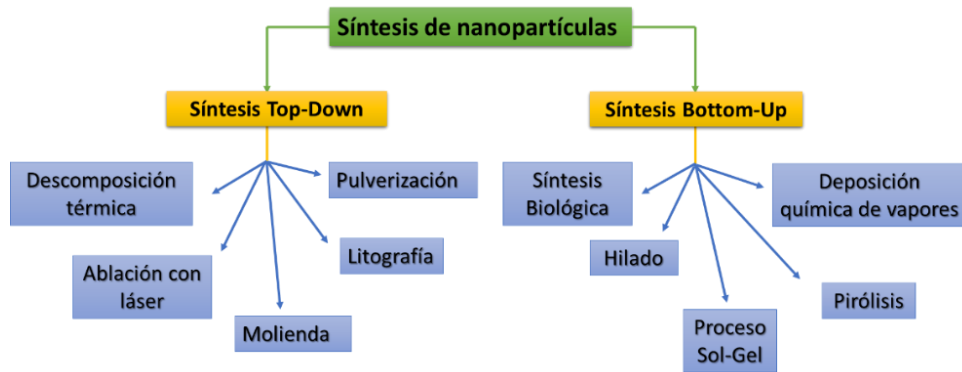 Síntesis de nanopartículas
Síntesis Top-Down
Síntesis Bottom-Up
Descomposición
térmica
Pulverización
Ablación con
láser
Litografía
Molienda
Síntesis
Biológica
Deposición
química de vapores
Hilado
Pirólisis
Proceso
Sol-Gel